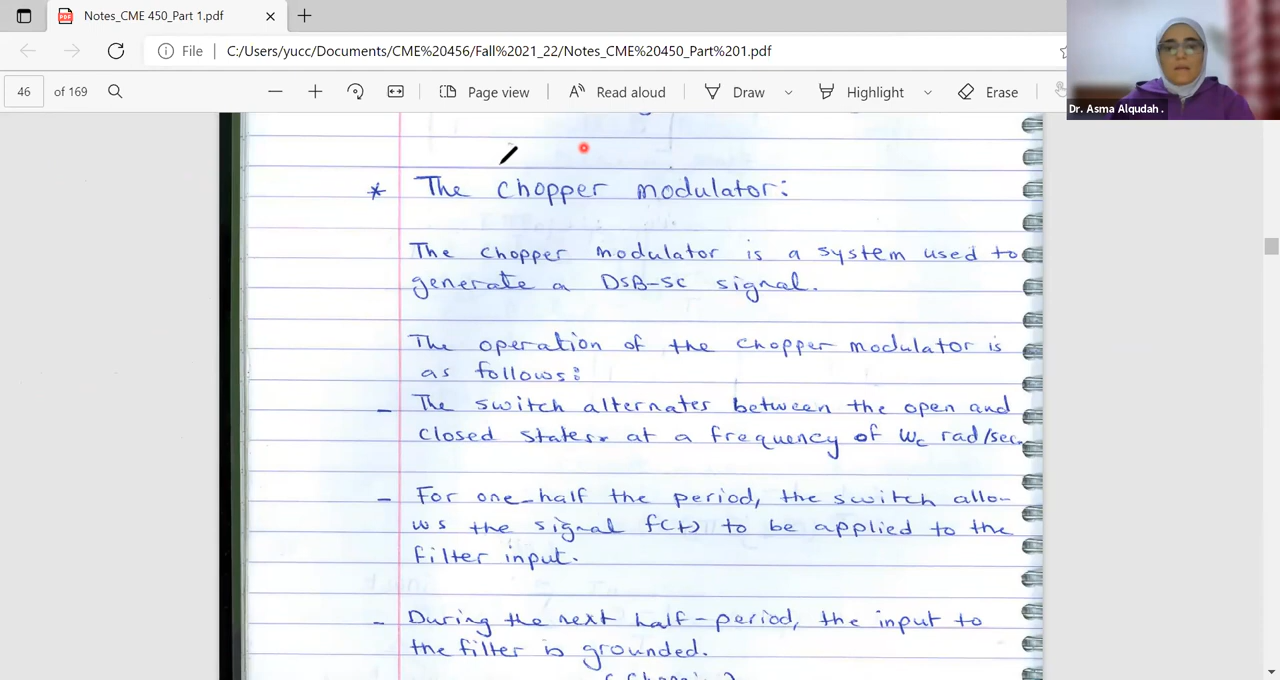 Notes_CME 450_Part 1.pdf
File
C:/Users/yucc/Documents/CME%20456/Fall%2021_22/Notes_CME%20450_Part%201.pdf
46 of 169
Page view
Read aloud
Draw
Highlight
Erase
Dr. Asma Alqudah .
* The chopper modulator:
The chopper modulator is a system used to
generate a DSB-SC signal.
The operation of the chopper modulator is
as follows:
- The switch alternates between the open and
closed states at a frequency of wc rad/sec.
- For one-half the period, the switch allo-
ws the signal f(t) to be applied to the
filter input.
- During the next half-period, the input to
the filter is grounded.